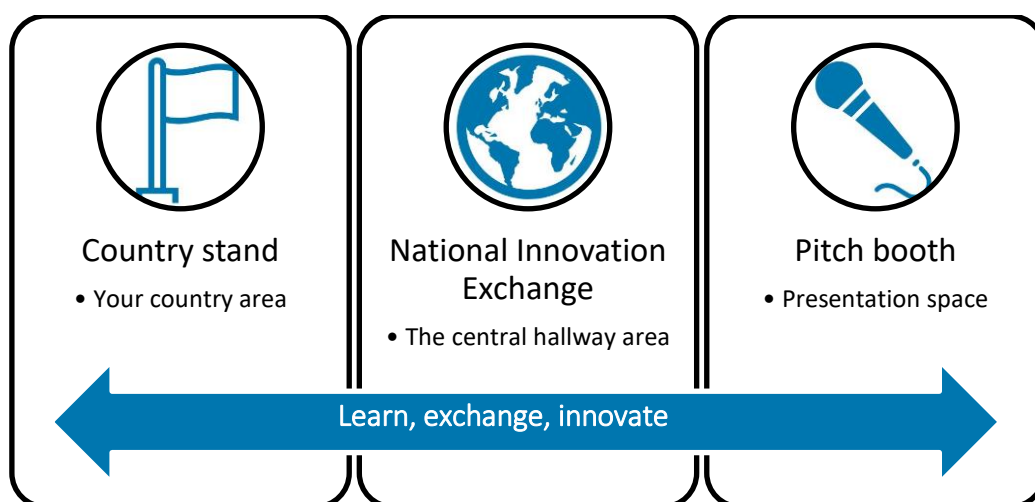 Country stand
• Your country area
National Innovation
Exchange
• The central hallway area
Pitch booth
• Presentation space
Learn, exchange, innovate